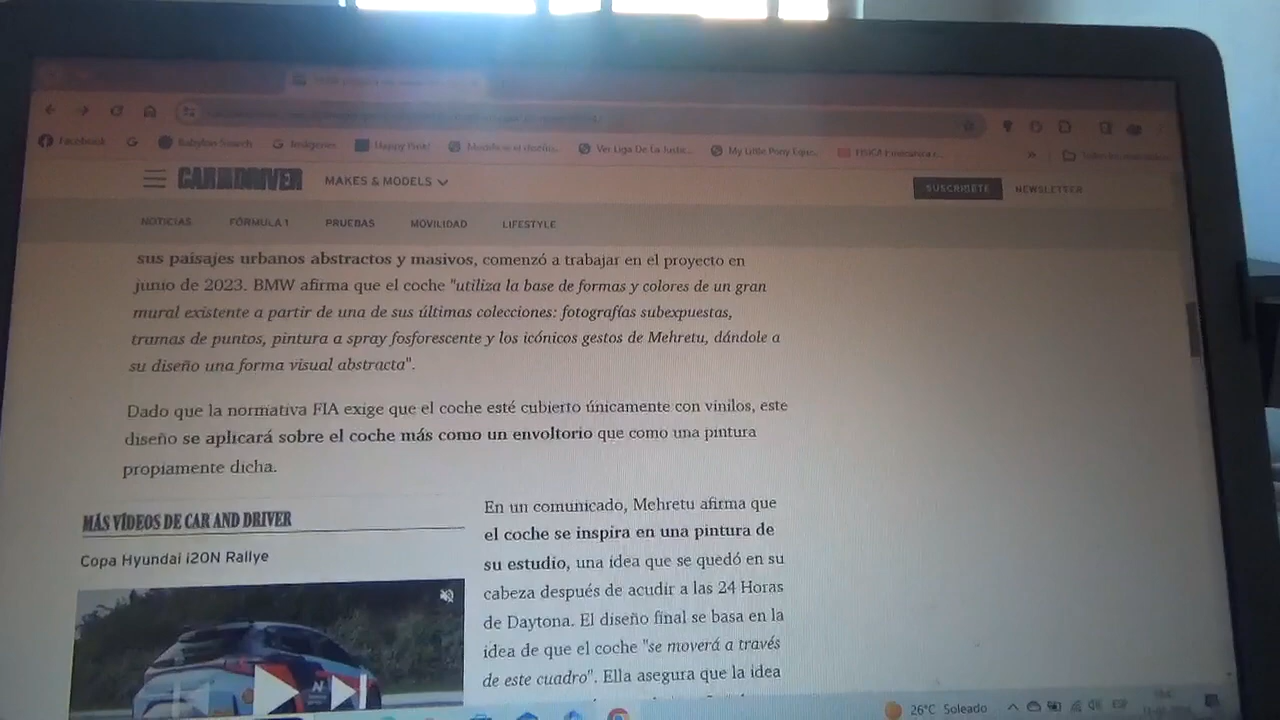 Facebook
Babylon Search
Imágenes
Happy Pixel
Ver Liga De La Justic...
My Little Pony Eque...
CAR AND DRIVER
MAKES & MODELS
SUSCRÍBETE
NEWSLETTER
NOTICIAS
FÓRMULA 1
PRUEBAS
MOVILIDAD
LIFESTYLE
sus paisajes urbanos abstractos y masivos, comenzó a trabajar en el proyecto en
junio de 2023. BMW afirma que el coche "utiliza la base de formas y colores de un gran
mural existente a partir de una de sus últimas colecciones: fotografías subexpuestas,
tramas de puntos, pintura a spray fosforescente y los icónicos gestos de Mehretu, dándole a
su diseño una forma visual abstracta".
Dado que la normativa FIA exige que el coche esté cubierto únicamente con vinilos, este
diseño se aplicará sobre el coche más como un envoltorio que como una pintura
propiamente dicha.
MÁS VÍDEOS DE CAR AND DRIVER
Copa Hyundai i20N Rallye
N
En un comunicado, Mehretu afirma que
el coche se inspira en una pintura de
su estudio, una idea que se quedó en su
cabeza después de acudir a las 24 Horas
de Daytona. El diseño final se basa en la
idea de que el coche "se moverá a través
de este cuadro". Ella asegura que la idea
26°C Soleado
ESP